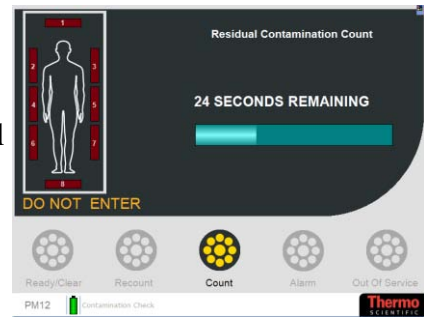 1
Residual Contamination Count
2
3
4
5
24 SECONDS REMAINING
6
7
8
DO NOT ENTER
Ready/Clear
Recount
Count
Alarm
Out Of Service
PM12
Contamination Check
Thermo
SCIENTIFIC